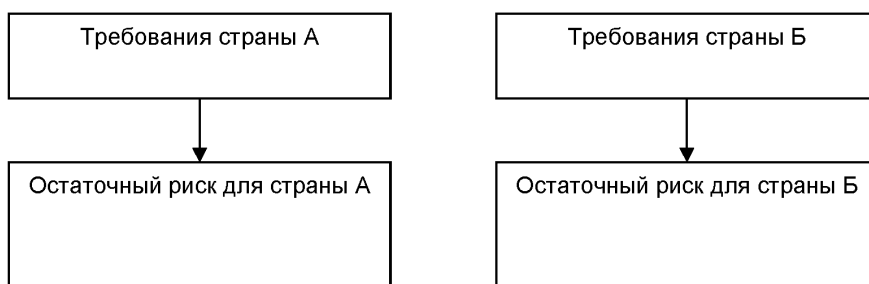 Требования страны А
Требования страны Б
Остаточный риск для страны А
Остаточный риск для страны Б